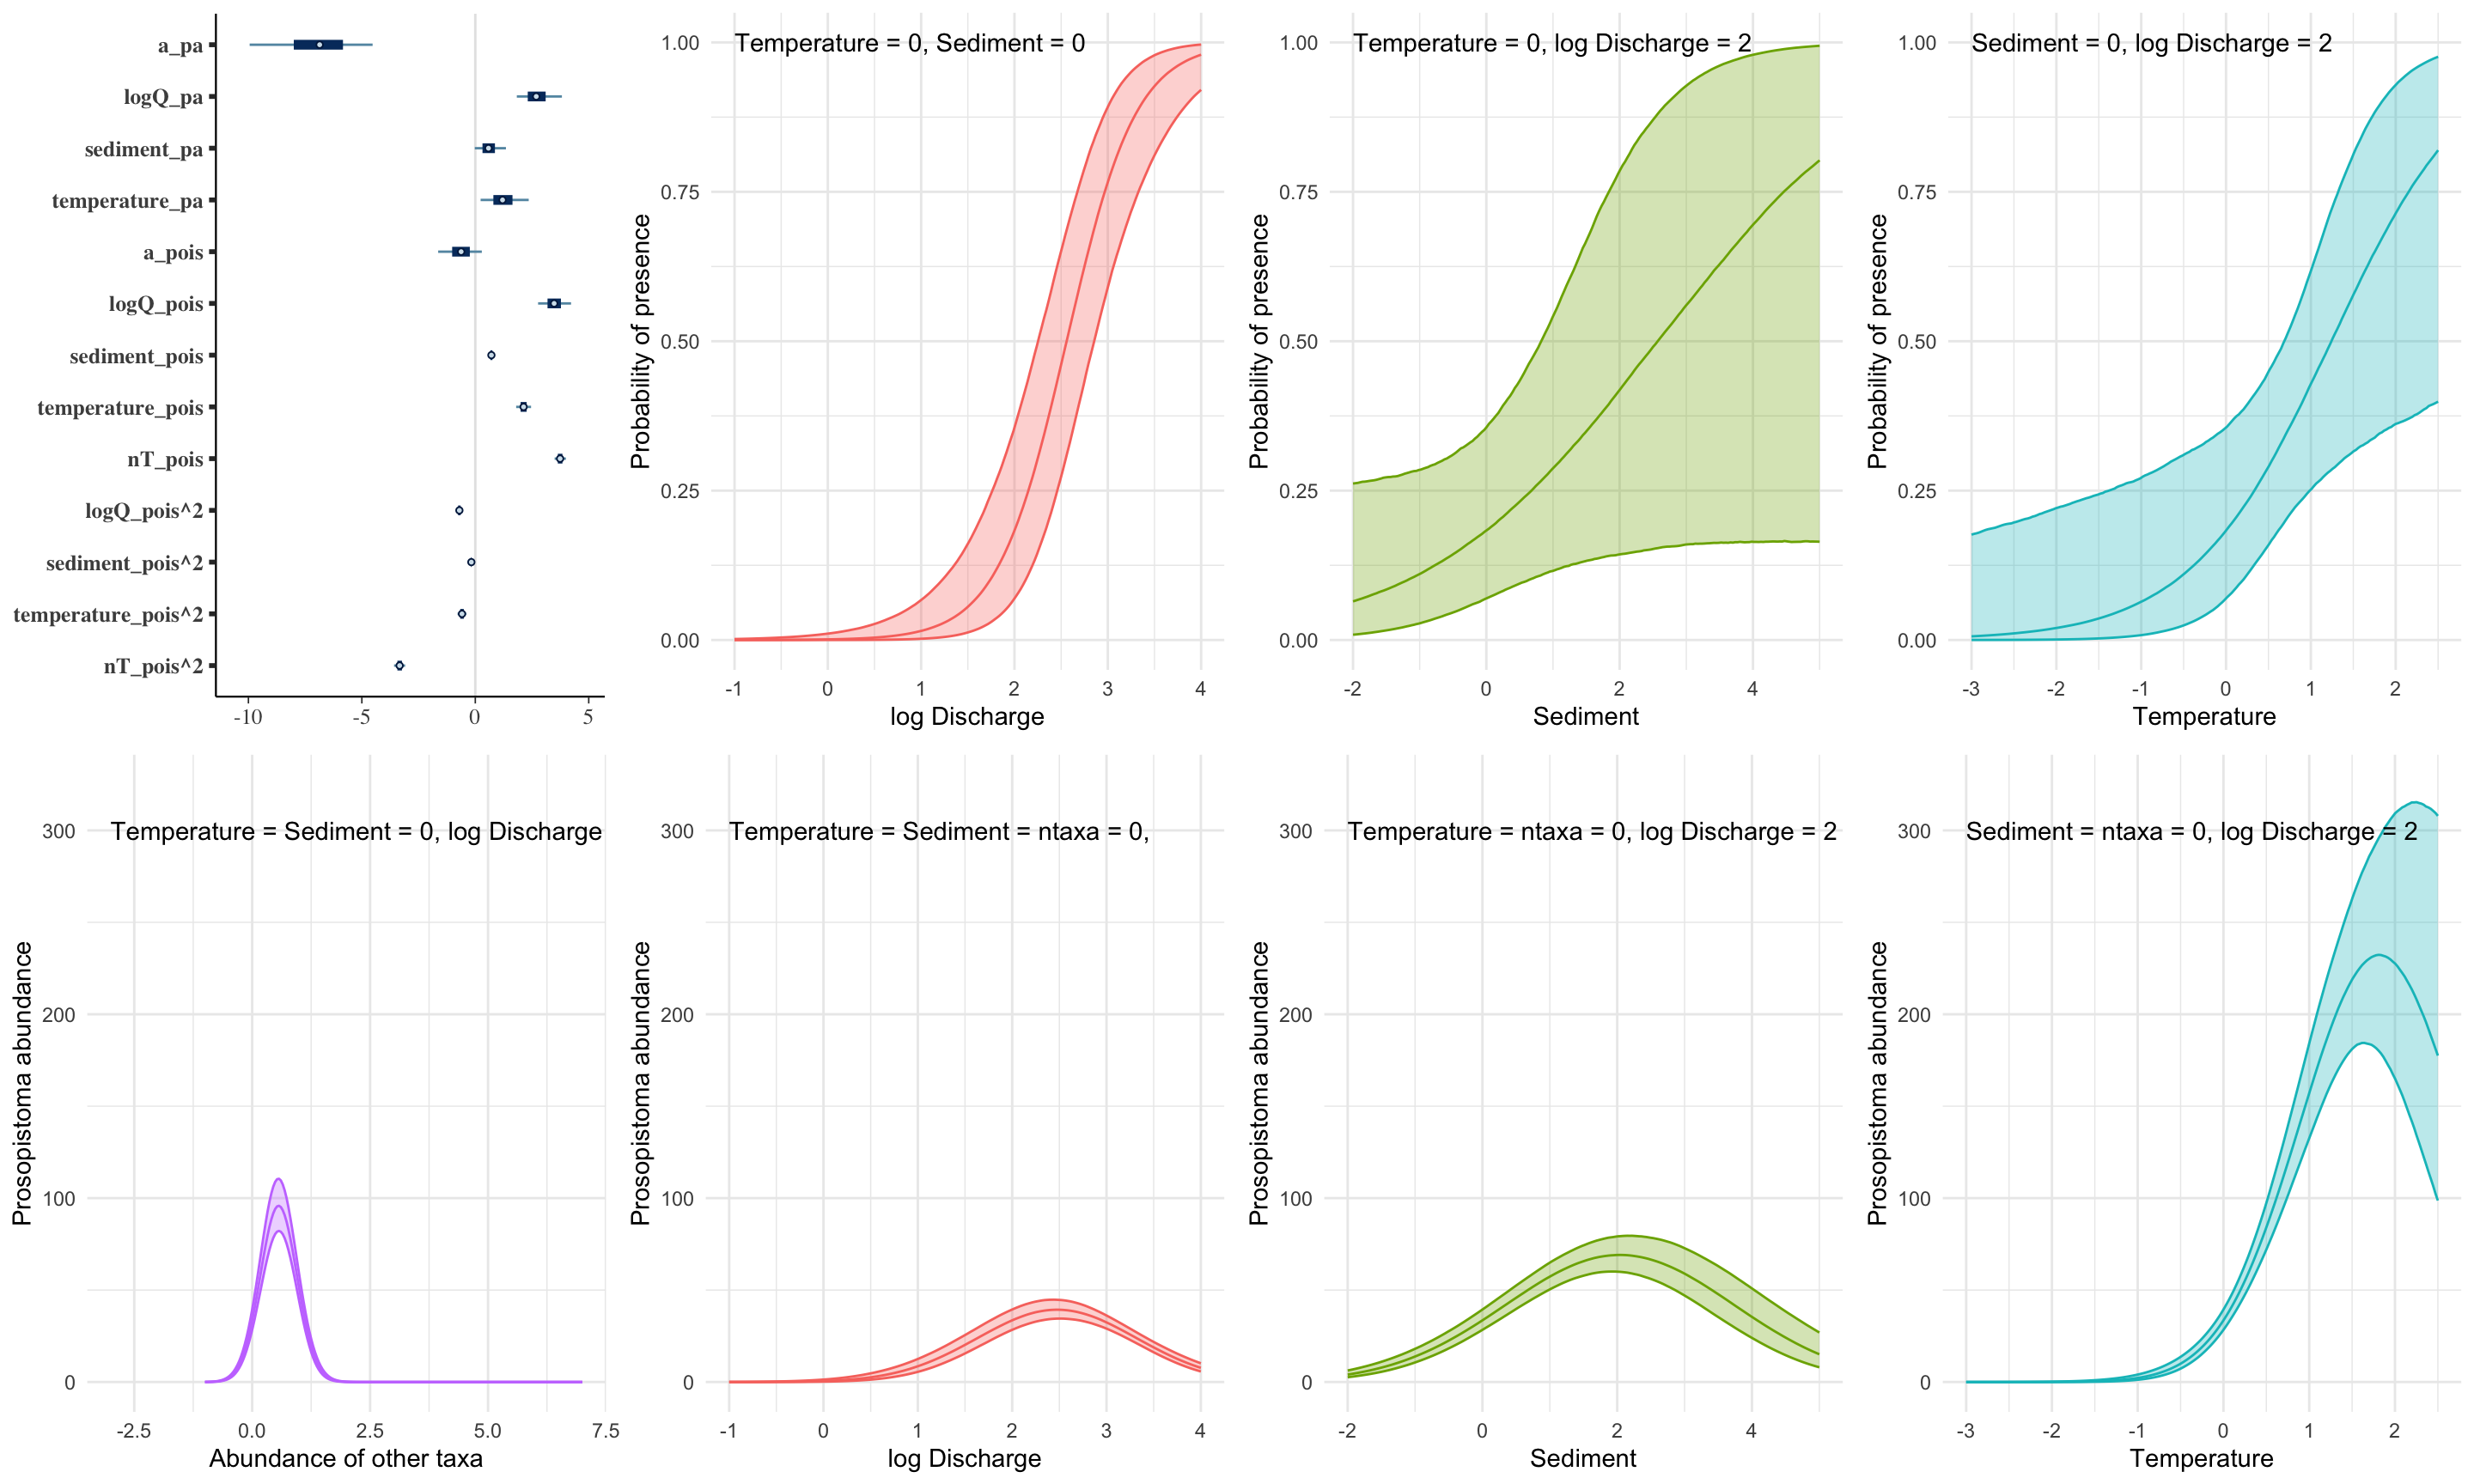 a_pa
logQ_pa
sediment_pa
temperature_pa
a_pois
logQ_pois
sediment_pois
temperature_pois
nT_pois
logQ_pois^2
sediment_pois^2
temperature_pois^2
nT_pois^2
-10 -5 0 5
Temperature = 0, Sediment = 0
Probability of presence
1.00
0.75
0.50
0.25
0.00
-1 0 1 2 3 4
log Discharge
Temperature = 0, log Discharge = 2
Probability of presence
1.00
0.75
0.50
0.25
0.00
-2 0 2 4
Sediment
Sediment = 0, log Discharge = 2
Probability of presence
1.00
0.75
0.50
0.25
0.00
-3 -2 -1 0 1 2
Temperature
Temperature = Sediment = 0, log Discharge
Prosopistoma abundance
300
200
100
0
-2.5 0.0 2.5 5.0 7.5
Abundance of other taxa
Temperature = Sediment = ntaxa = 0,
Prosopistoma abundance
300
200
100
0
-1 0 1 2 3 4
log Discharge
Temperature = ntaxa = 0, log Discharge = 2
Prosopistoma abundance
300
200
100
0
-2 0 2 4
Sediment
Sediment = ntaxa = 0, log Discharge = 2
Prosopistoma abundance
300
200
100
0
-3 -2 -1 0 1 2
Temperature